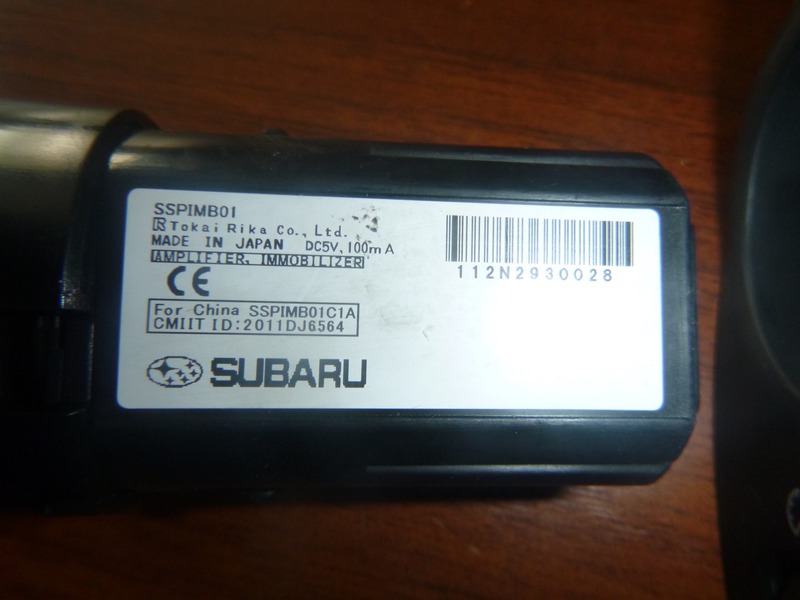 SSPIMB01
Tokai Rika Co., Ltd.
MADE IN JAPAN DC5V, 100mA
AMPLIFIER, IMMOBILIZER
CE
For China SSPIMB01C1A
CMIIT ID:2011DJ6564
SUBARU
112N2930028